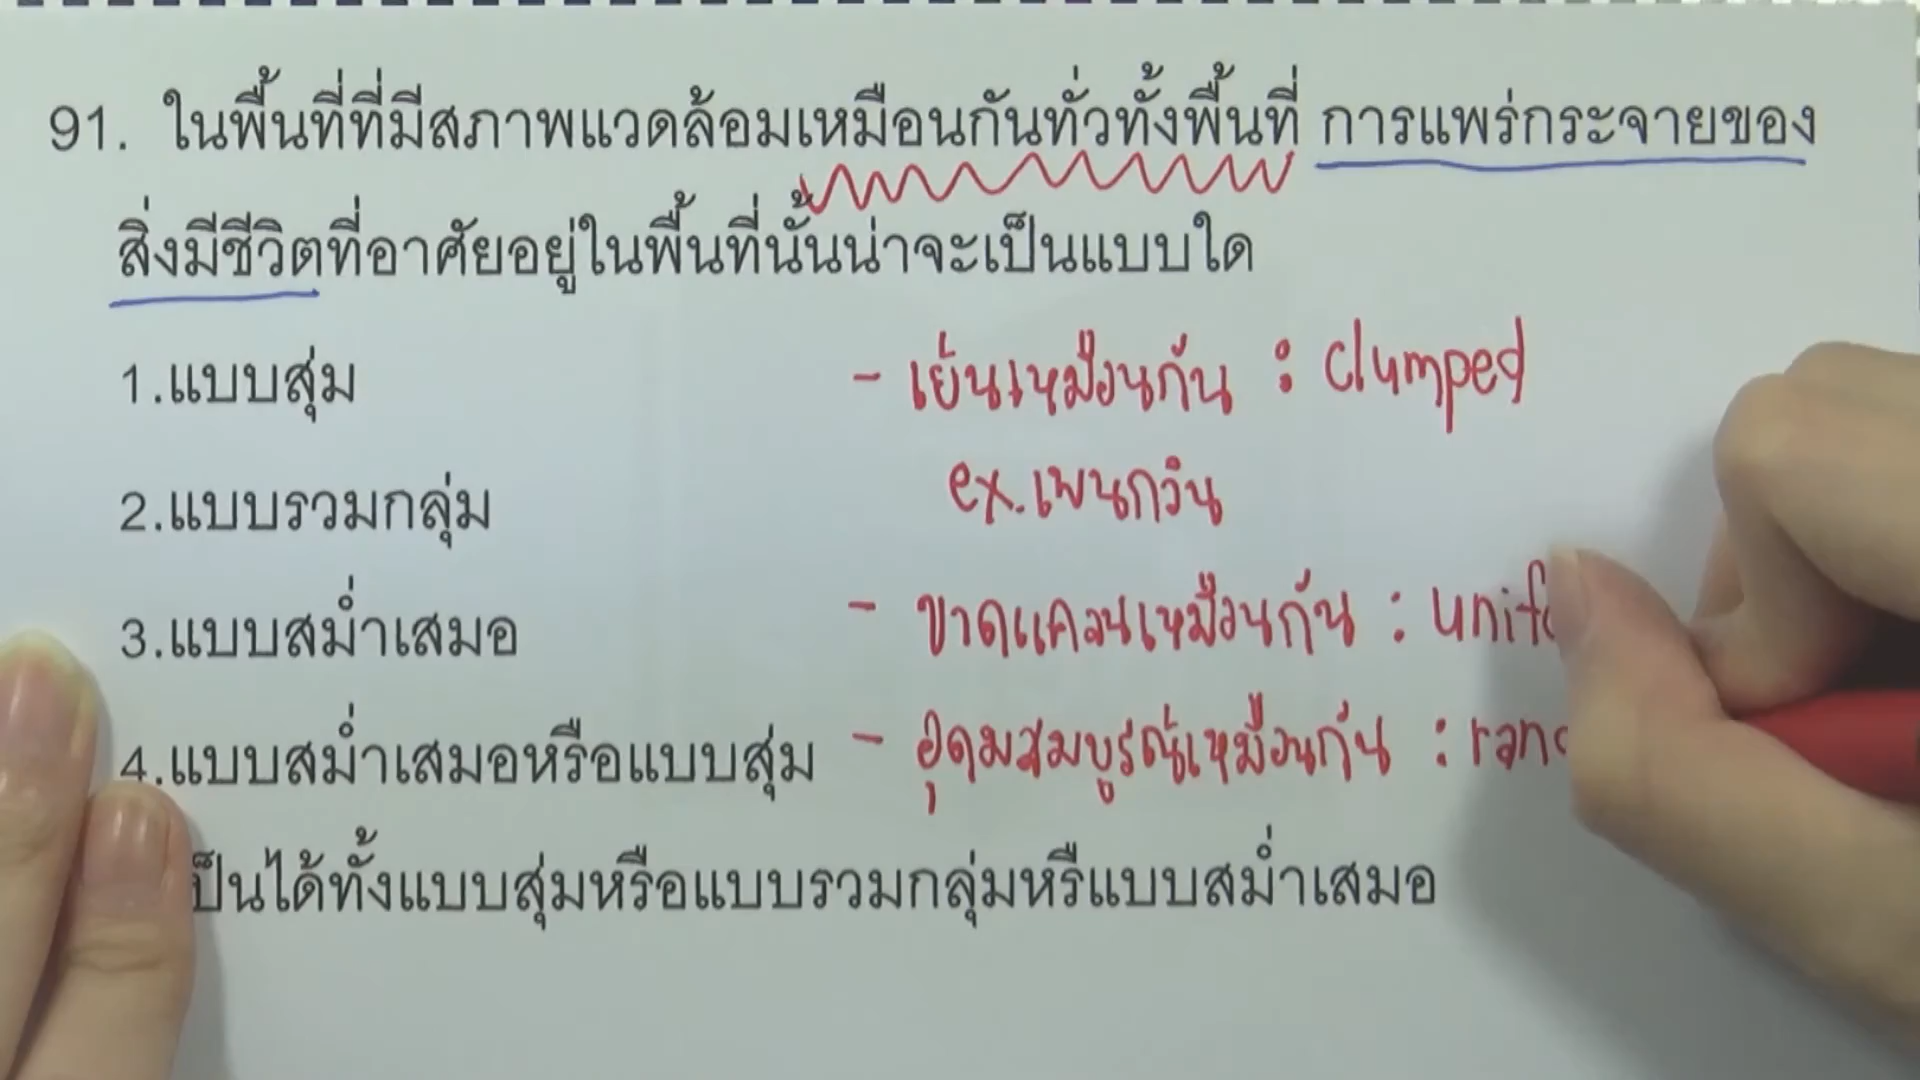 91. ในพื้นที่ที่มีสภาพแวดล้อมเหมือนกันทั่วทั้งพื้นที่ การแพร่กระจายของ
สิ่งมีชีวิตที่อาศัยอยู่ในพื้นที่นั้นน่าจะเป็นแบบใด
1.แบบสุ่ม
- เย็นเหมือนกัน : clumped
2.แบบรวมกลุ่ม
ex.เพนกวิน
3.แบบสม่ำเสมอ
- ขาดแคลนเหมือนกัน :
4.แบบสม่ำเสมอหรือแบบสุ่ม
- อุดมสมบูรณ์เหมือนกัน :
ป็นได้ทั้งแบบสุ่มหรือแบบรวมกลุ่มหรืแบบสม่ำเสมอ